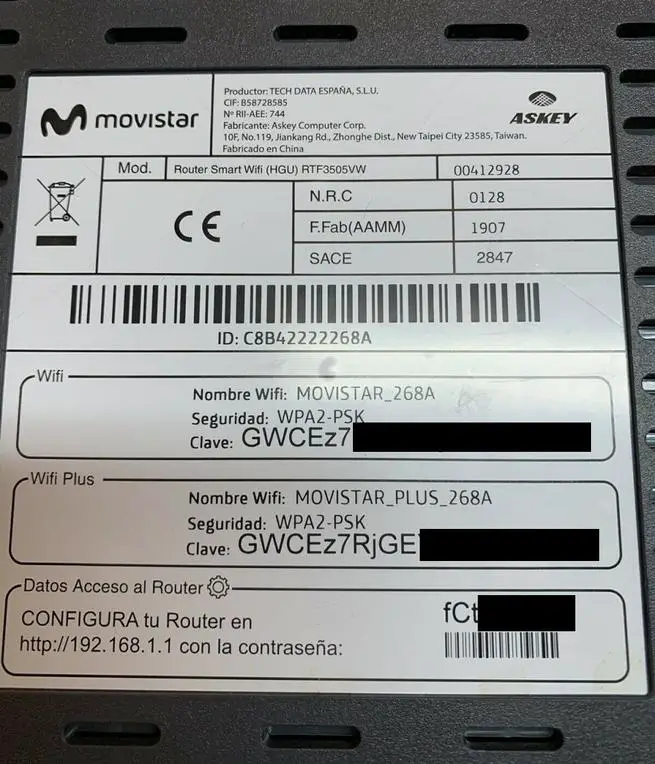 movistar
Productor: TECH DATA ESPAÑA, S.L.U.
CIF: B58728585
Nº RII-AEE: 744
Fabricante: Askey Computer Corp.
10F, No.119, Jiankang Rd., Zhonghe Dist., New Taipei City 23585, Taiwan.
Fabricado en China
ASKEY
Mod. Router Smart Wifi (HGU) RTF3505VW 00412928
CE
N.R.C 0128
F.Fab(AAMM) 1907
SACE 2847
ID: C8B42222268A
Wifi
Nombre Wifi: MOVISTAR_268A
Seguridad: WPA2-PSK
Clave: GWCEz7
Wifi Plus
Nombre Wifi: MOVISTAR_PLUS_268A
Seguridad: WPA2-PSK
Clave: GWCEz7RjGE
Datos Acceso al Router
CONFIGURA tu Router en
http://192.168.1.1 con la contraseña:
fCt